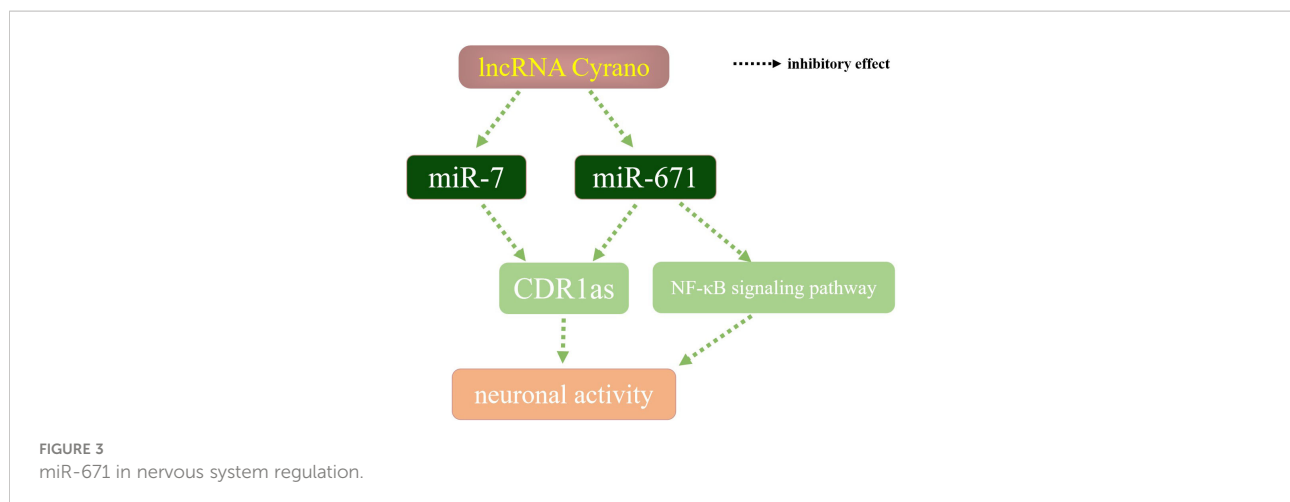 lncRNA Cyrano
inhibitory effect
miR-7
miR-671
CDR1as
NF-κB signaling pathway
neuronal activity
FIGURE 3
miR-671 in nervous system regulation.